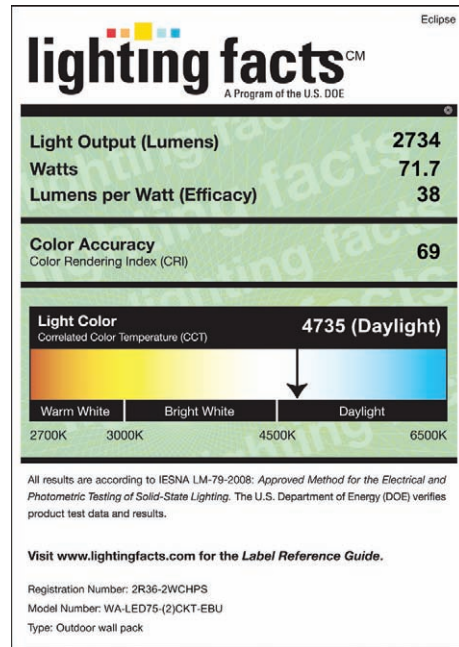 Eclipse
lighting facts CM
A Program of the U.S. DOE
Light Output (Lumens) 2734
Watts 71.7
Lumens per Watt (Efficacy) 38
Color Accuracy 69
Color Rendering Index (CRI)
Light Color 4735 (Daylight)
Correlated Color Temperature (CCT)
Warm White Bright White Daylight
2700K 3000K 4500K 6500K
All results are according to IESNA LM-79-2008: Approved Method for the Electrical and
Photometric Testing of Solid-State Lighting. The U.S. Department of Energy (DOE) verifies
product test data and results.
Visit www.lightingfacts.com for the Label Reference Guide.
Registration Number: 2R36-2WCHPS
Model Number: WA-LED75-(2)CKT-EBU
Type: Outdoor wall pack